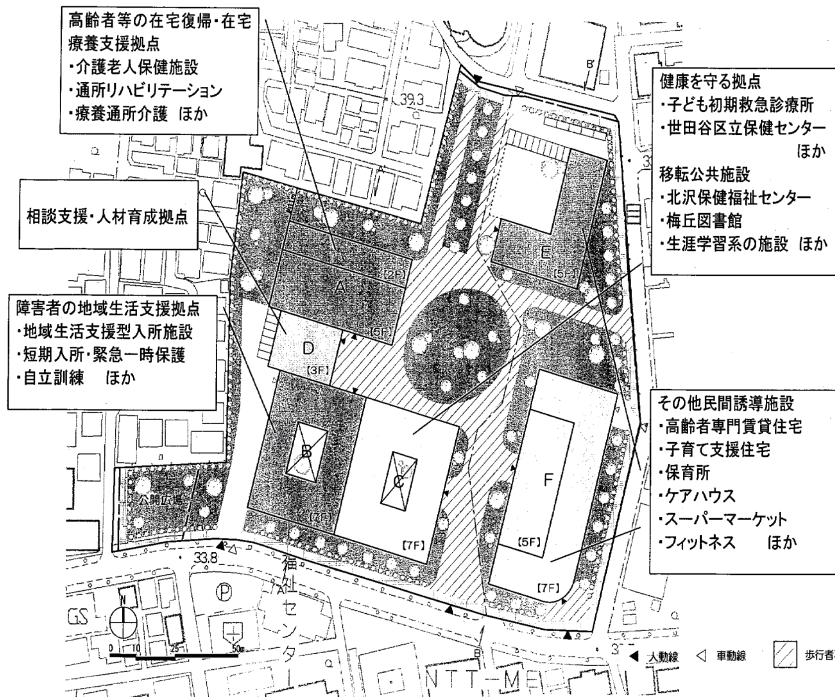 高齢者等の在宅復帰・在宅
療養支援拠点
・介護老人保健施設
・通所リハビリテーション
・療養通所介護 ほか
相談支援・人材育成拠点
障害者の地域生活支援拠点
・地域生活支援型入所施設
・短期入所・緊急一時保護
・自立訓練 ほか
健康を守る拠点
・子ども初期救急診療所
・世田谷区立保健センター
ほか
移転公共施設
・北沢保健福祉センター
・梅丘図書館
・生涯学習系の施設 ほか
その他民間誘導施設
・高齢者専門賃貸住宅
・子育て支援住宅
・保育所
・ケアハウス
・スーパーマーケット
・フィットネス ほか
39.3
B'
A
[2F]
[5F]
E
[5F]
D
[3F]
B
C
[7F]
F
[5F]
[7F]
公開広場
33.8
福祉センター
P
GS
N
0 10 20 50m
NTT-ME
人動線
車動線
歩行者